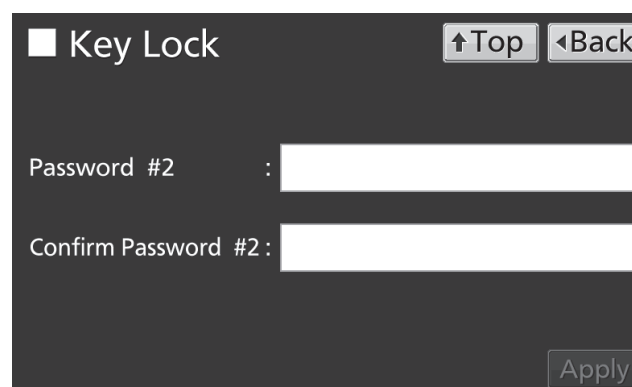 Key Lock
↑Top ◂Back
Password #2 :
Confirm Password #2 :
Apply